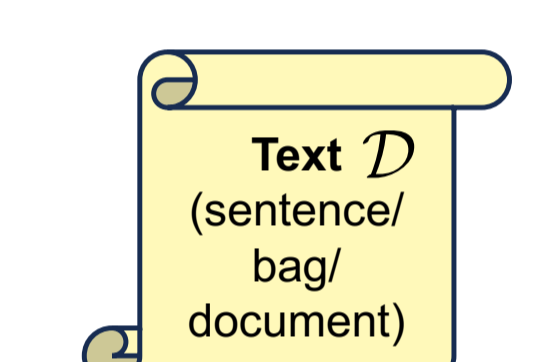 Text 𝒟
(sentence/
bag/
document)